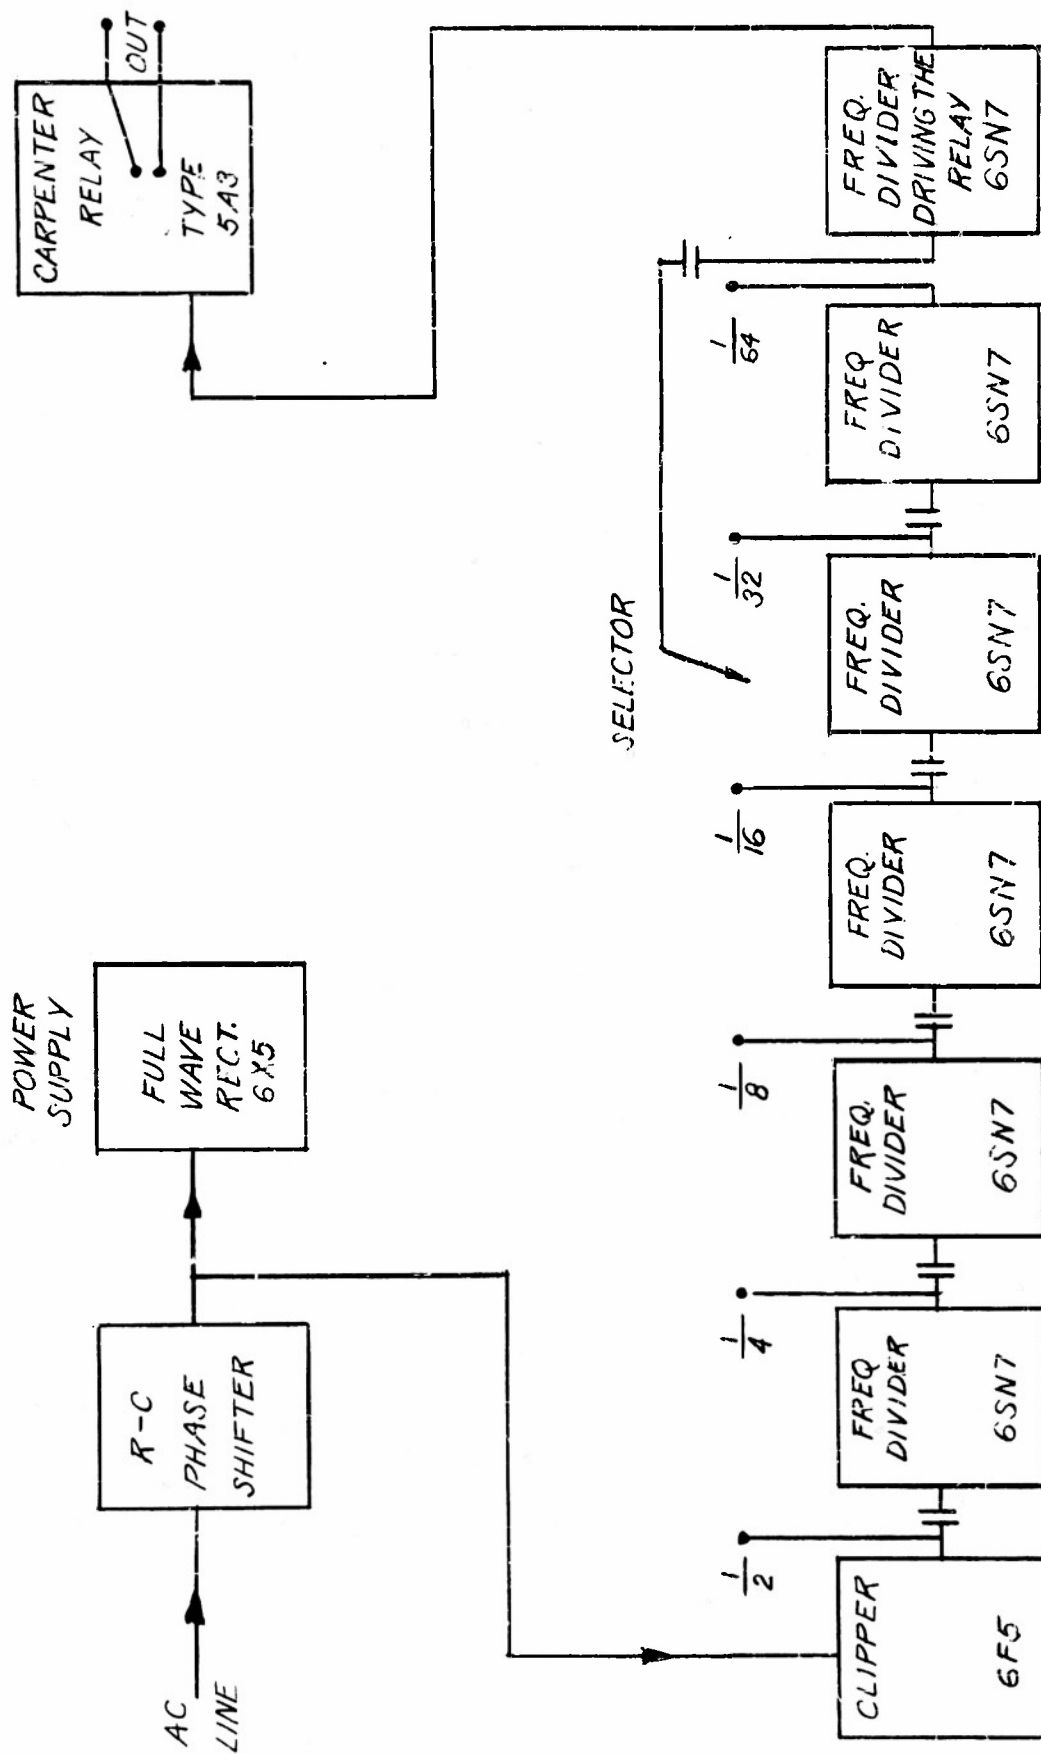 AC
LINE
R-C
PHASE
SHIFTER
POWER
SUPPLY
FULL
WAVE
RECT.
6X5
CARPENTER
RELAY
TYPE
5A3
OUT
SELECTOR
1/2
1/4
1/8
1/16
1/32
1/64
CLIPPER
6F5
FREQ
DIVIDER
6SN7
FREQ.
DIVIDER
6SN7
FREQ.
DIVIDER
6SN7
FREQ.
DIVIDER
6SN7
FREQ
DIVIDER
6SN7
FREQ.
DIVIDER
DRIVING THE
RELAY
6SN7